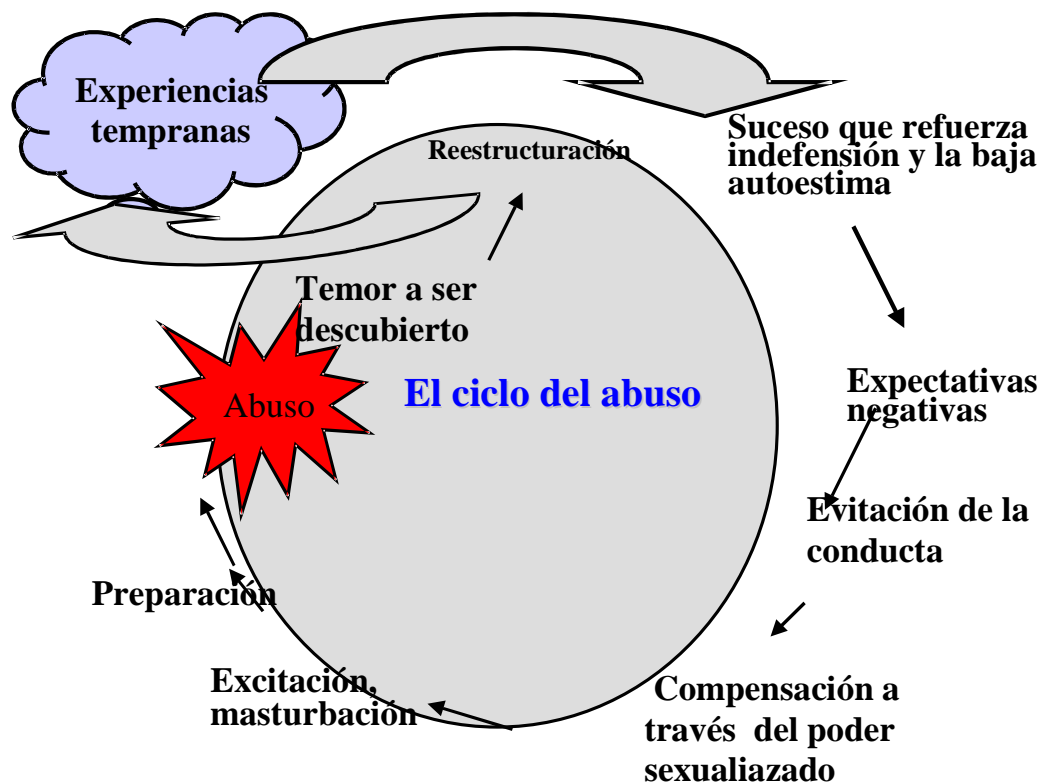 Experiencias
tempranas
Suceso que refuerza
indefensión y la baja
autoestima
Reestructuración
Temor a ser
descubierto
El ciclo del abuso
Abuso
Expectativas
negativas
Evitación de la
conducta
Preparación
Excitación,
masturbación
Compensación a
través del poder
sexualiazado